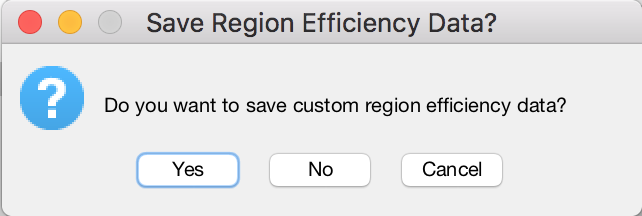 Save Region Efficiency Data?
?
Do you want to save custom region efficiency data?
Yes No Cancel